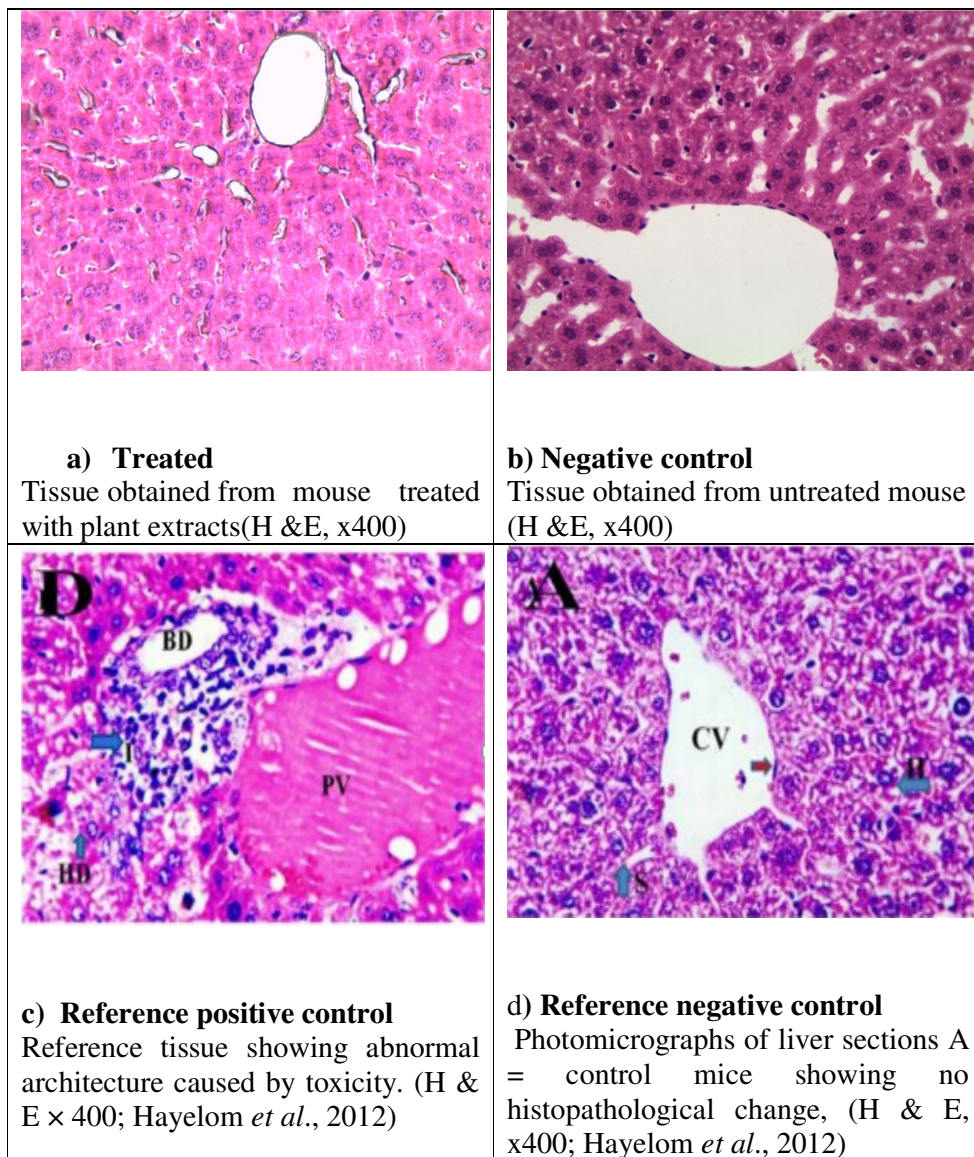 a) Treated
Tissue obtained from mouse treated
with plant extracts(H &E, x400)
b) Negative control
Tissue obtained from untreated mouse
(H &E, x400)
D
BD
I
PV
HD
A
CV
H
S
c) Reference positive control
Reference tissue showing abnormal
architecture caused by toxicity. (H &
E × 400; Hayelom et al., 2012)
d) Reference negative control
Photomicrographs of liver sections A
= control mice showing no
histopathological change, (H & E,
x400; Hayelom et al., 2012)